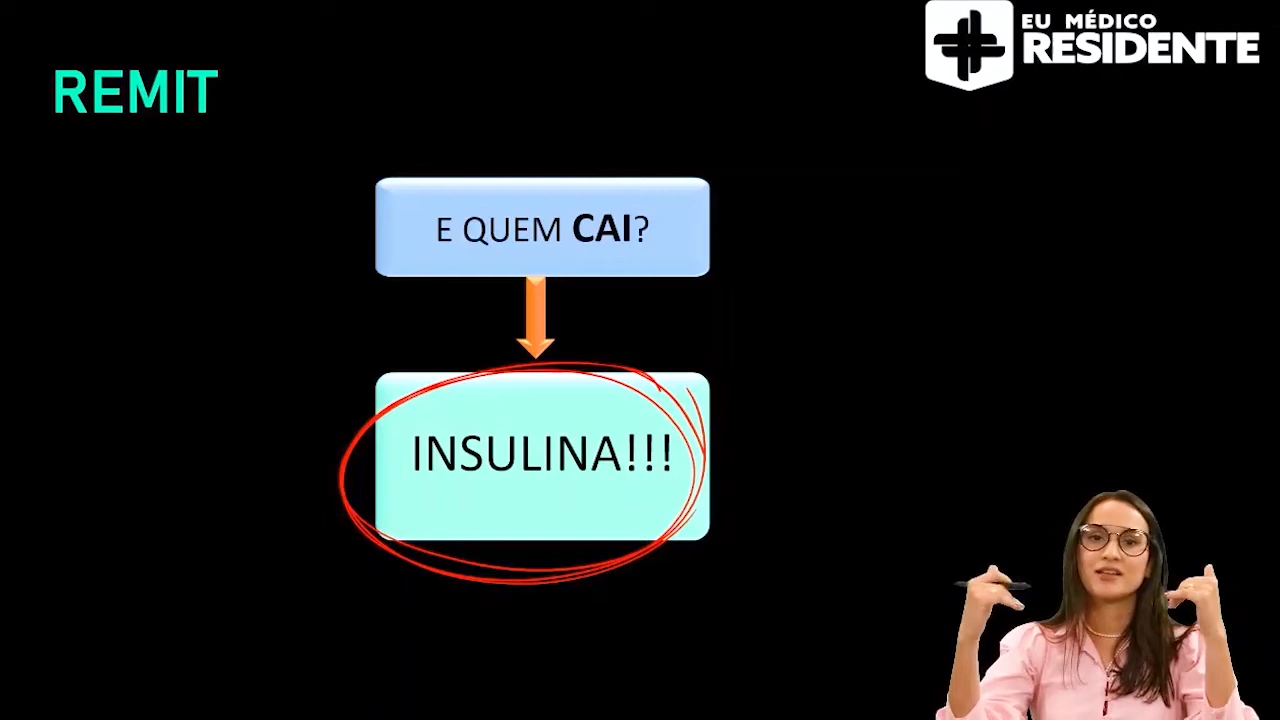 EU MÉDICO
RESIDENTE
REMIT
E QUEM CAI?
INSULINA!!!